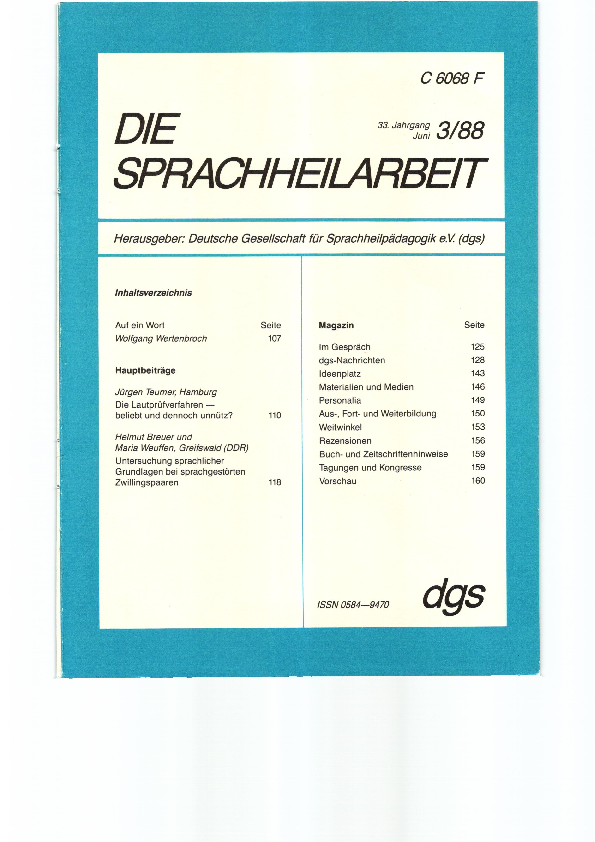 C 6068 F
DIE
33. Jahrgang
Juni 3/88
SPRACHHEILARBEIT
Herausgeber: Deutsche Gesellschaft für Sprachheilpädagogik e.V. (dgs)
Inhaltsverzeichnis
Auf ein Wort Seite
Wolfgang Wertenbroch 107
Hauptbeiträge
Jürgen Teumer, Hamburg
Die Lautprüfverfahren —
beliebt und dennoch unnütz? 110
Helmut Breuer und
Maria Weuffen, Greifswald (DDR)
Untersuchung sprachlicher
Grundlagen bei sprachgestörten
Zwillingspaaren 118
Magazin Seite
Im Gespräch 125
dgs-Nachrichten 128
Ideenplatz 143
Materialien und Medien 146
Personalia 149
Aus-, Fort- und Weiterbildung 150
Weitwinkel 153
Rezensionen 156
Buch- und Zeitschriftenhinweise 159
Tagungen und Kongresse 159
Vorschau 160
ISSN 0584—9470
dgs